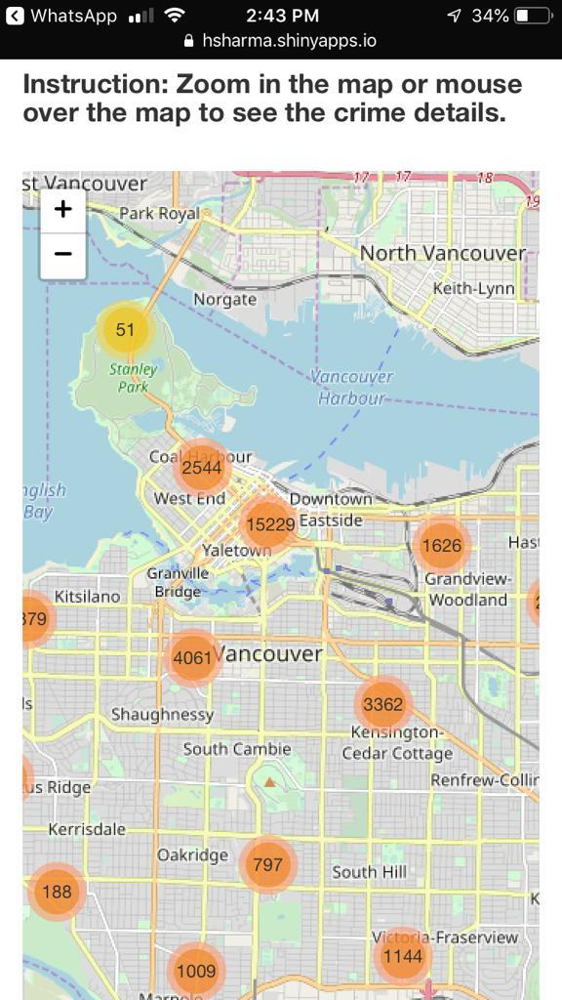 WhatsApp 2:43 PM 34%
hsharma.shinyapps.io
Instruction: Zoom in the map or mouse
over the map to see the crime details.
st Vancouver
17
17
18
19
+
Park Royal
−
North Vancouver
Keith-Lynn
Norgate
51
Stanley
Park
Vancouver
Harbour
Coal Harbour
2544
nglish
Bay
West End
Downtown
Eastside
15229
1626
Hast
Yaletown
Granville
Bridge
Grandview-
Woodland
Kitsilano
379
2
4061
Vancouver
3362
ls
Shaughnessy
Kensington-
Cedar Cottage
South Cambie
us Ridge
Renfrew-Collin
Kerrisdale
Oakridge
797
South Hill
188
K
Victoria-Fraserview
1144
1009
Marpole